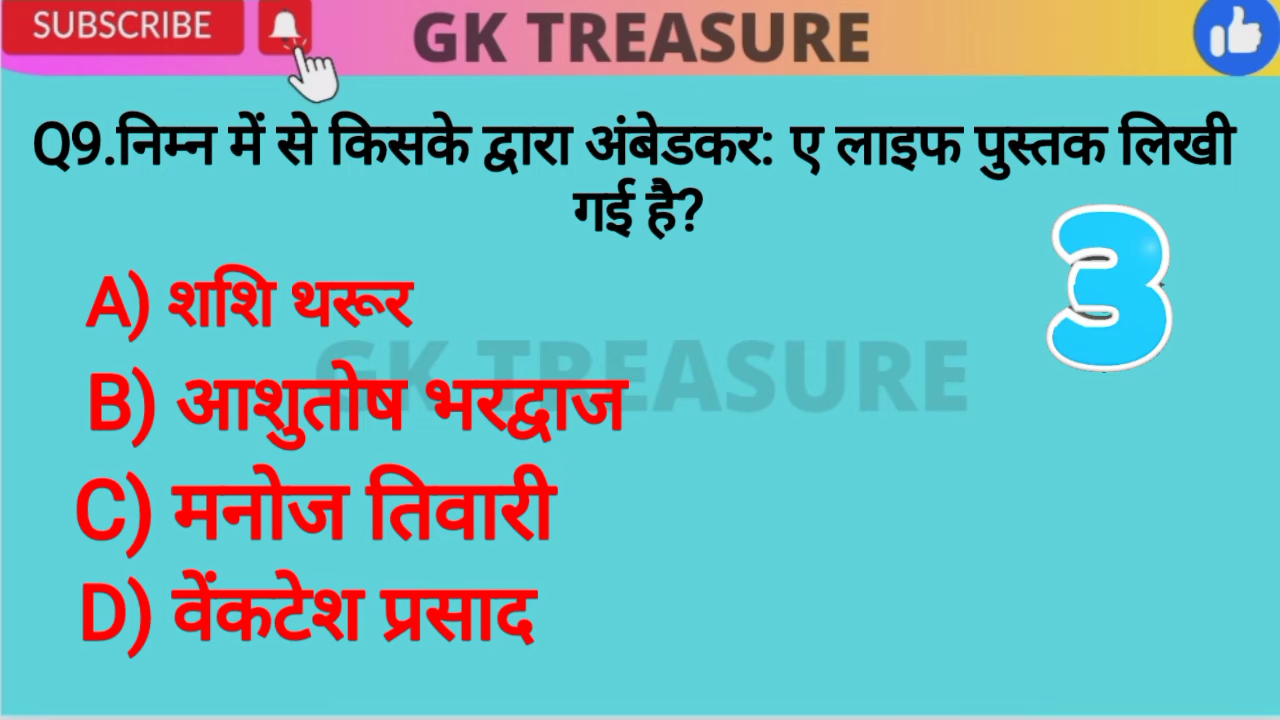 SUBSCRIBE
GK TREASURE
Q9.निम्न में से किसके द्वारा अंबेडकर: ए लाइफ पुस्तक लिखी
गई है?
3
A) शशि थरूर
GK TREASURE
B) आशुतोष भरद्वाज
C) मनोज तिवारी
D) वेंकटेश प्रसाद